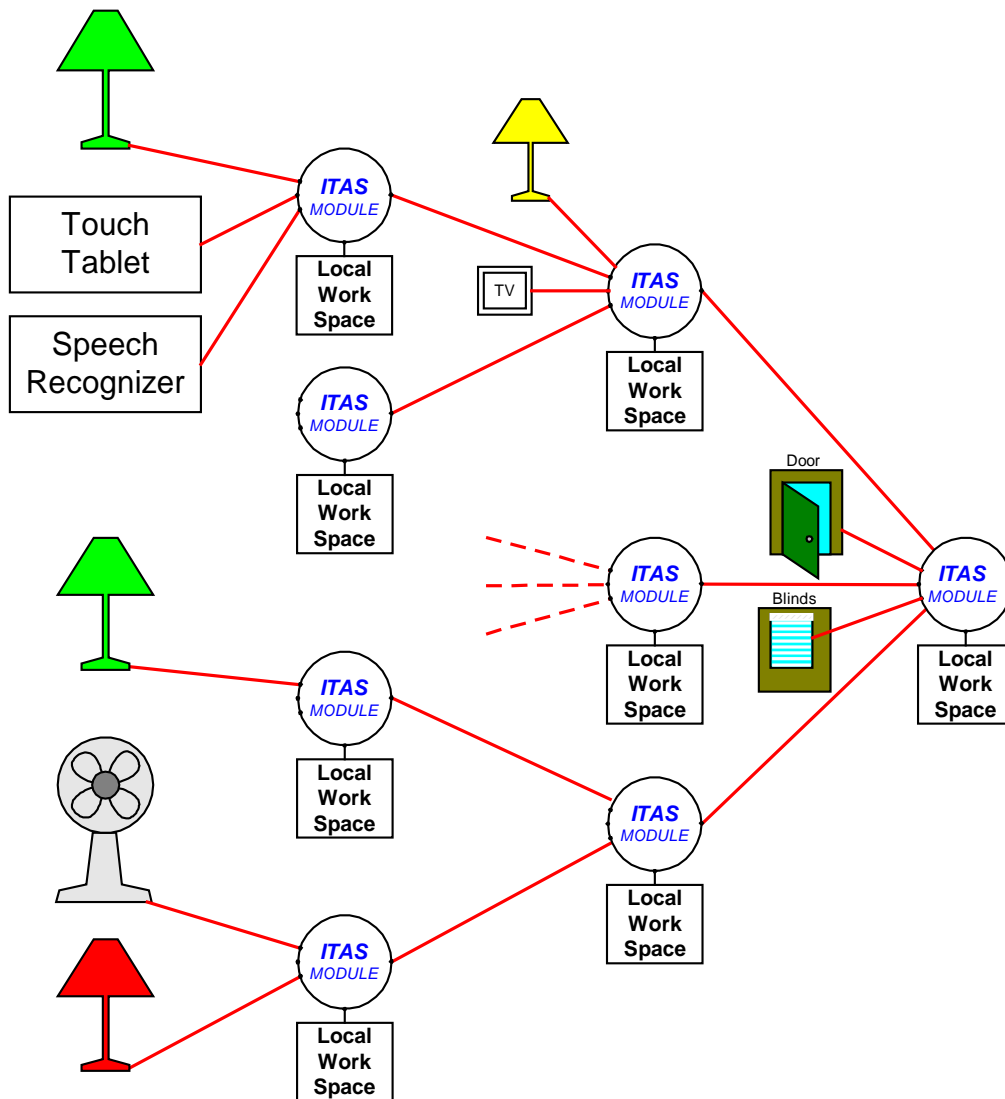 ITAS
MODULE
Local
Work
Space
Touch
Tablet
Speech
Recognizer
TV
ITAS
MODULE
Local
Work
Space
ITAS
MODULE
Local
Work
Space
Door
Blinds
ITAS
MODULE
Local
Work
Space
ITAS
MODULE
Local
Work
Space
ITAS
MODULE
Local
Work
Space
ITAS
MODULE
Local
Work
Space
ITAS
MODULE
Local
Work
Space